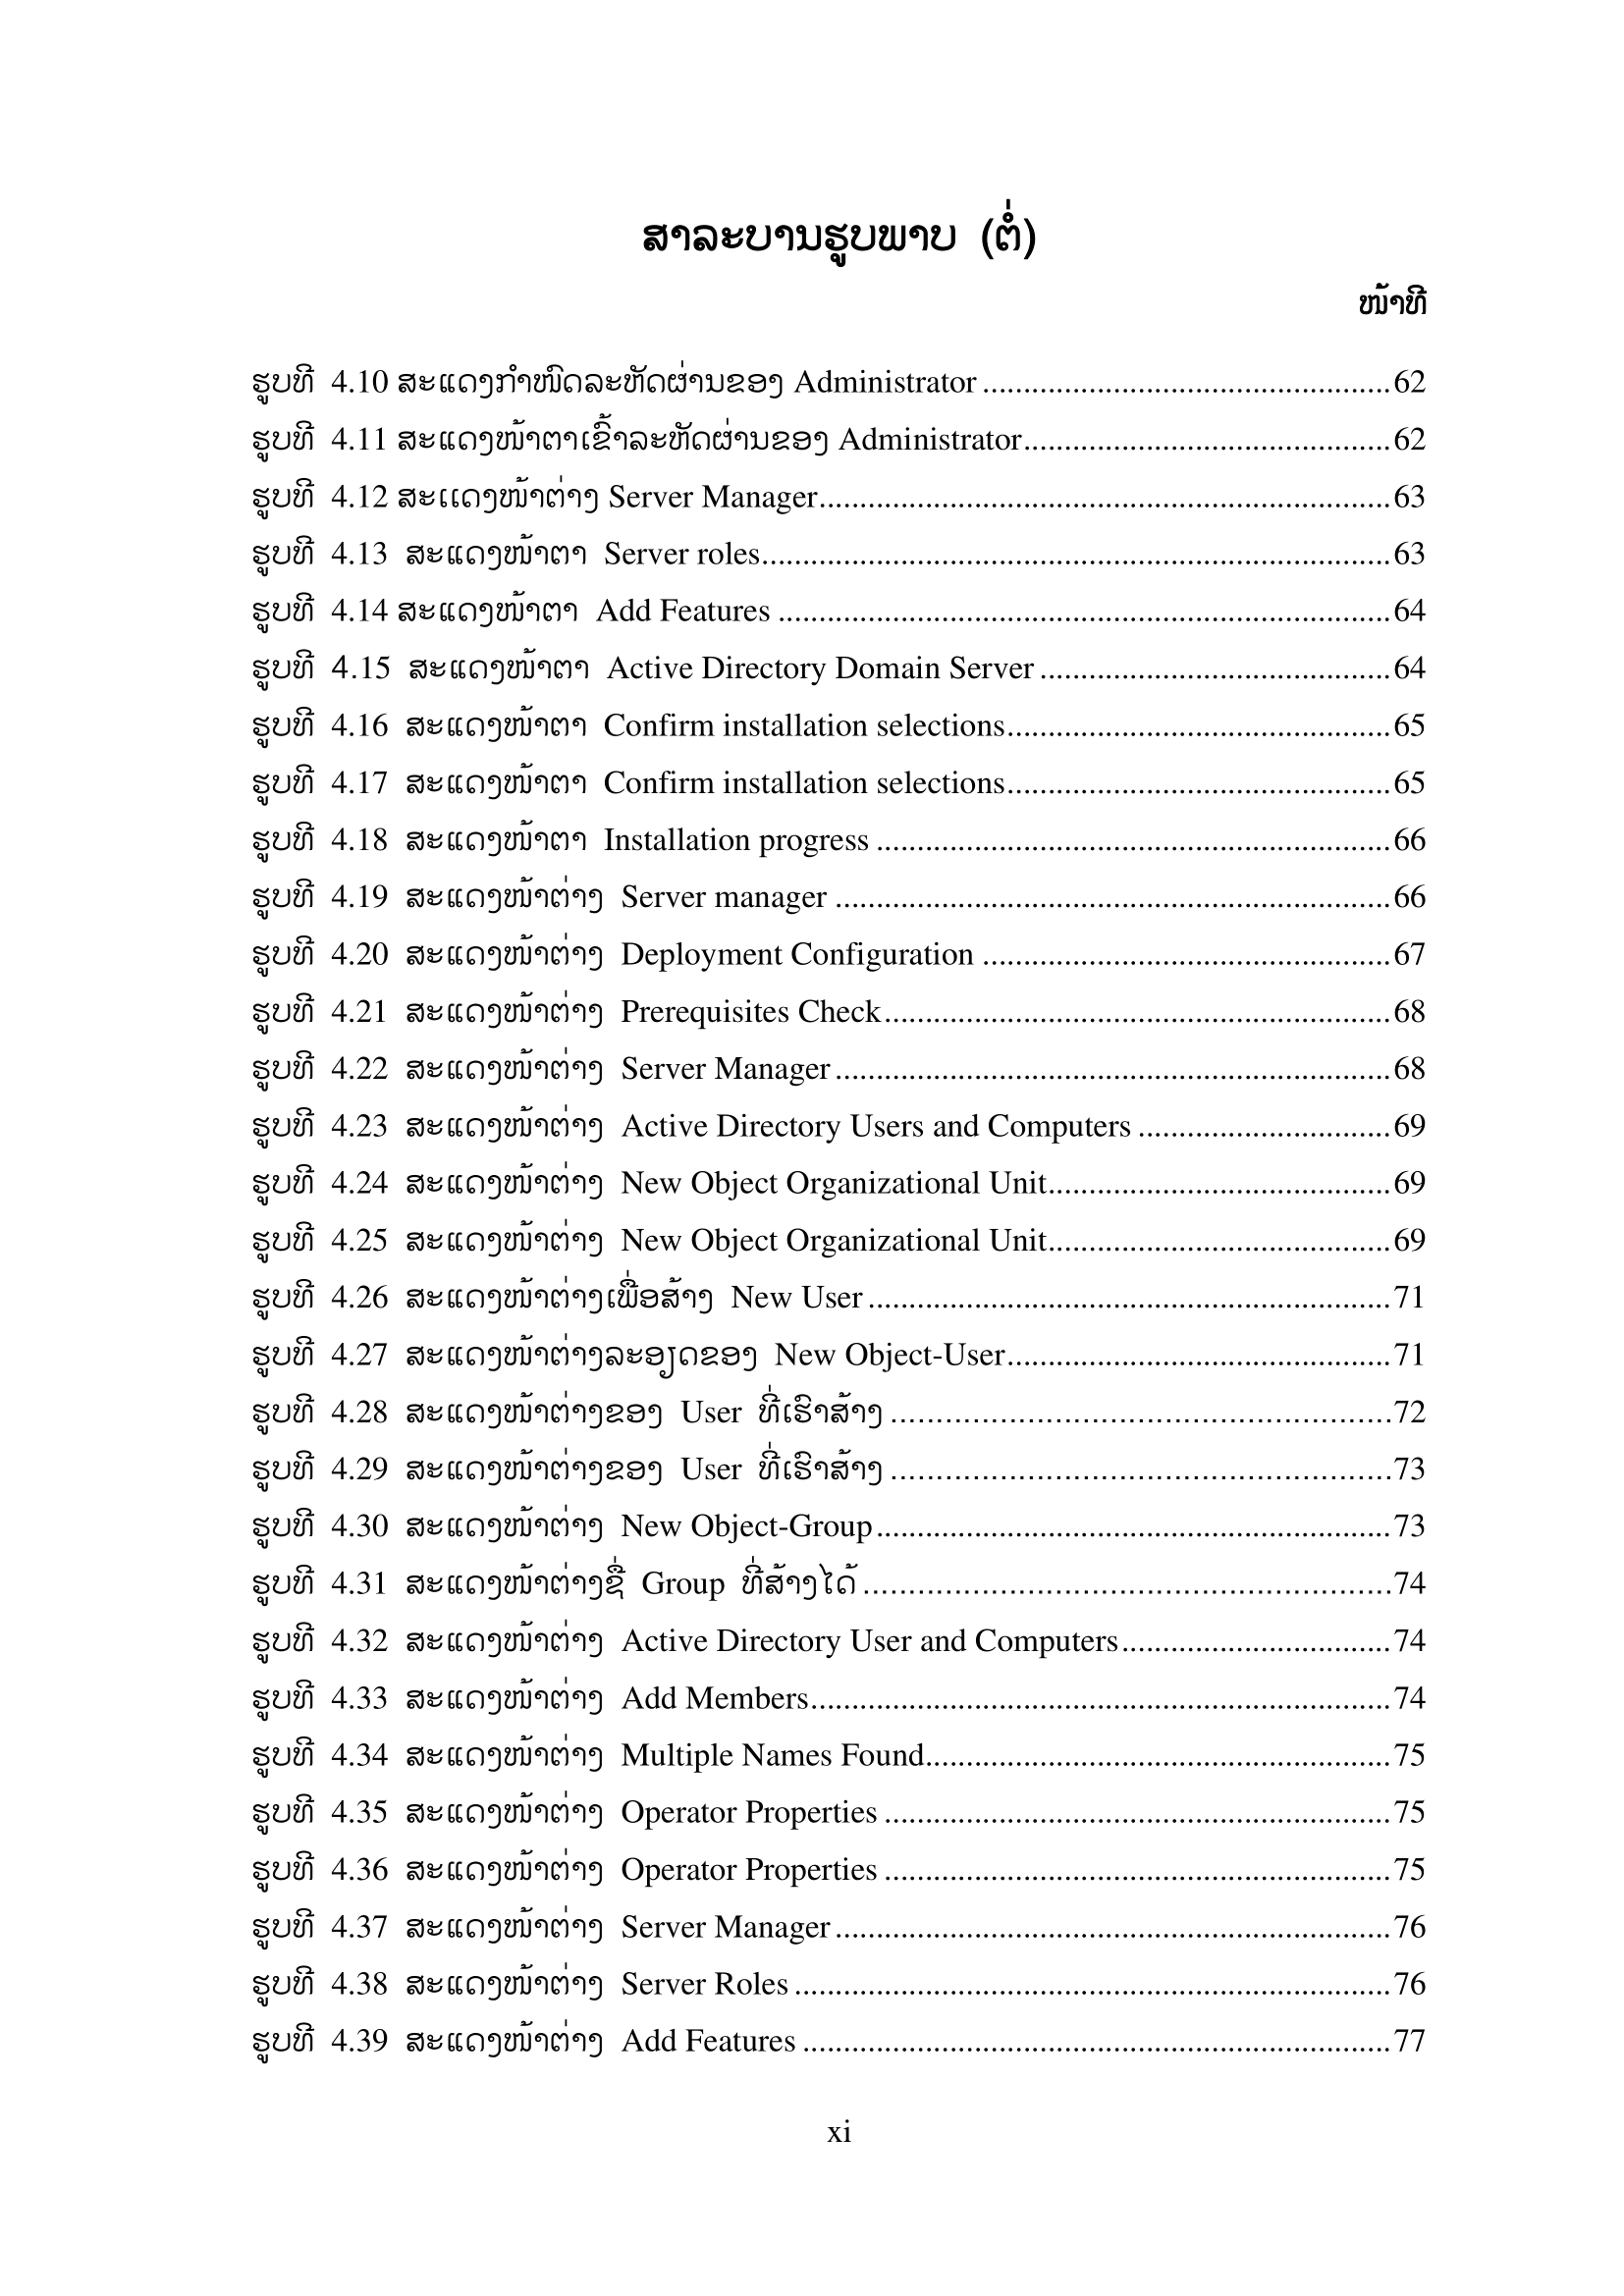 ສາລະບານຮູບພາບ (ຕໍ່)
ໜ້າທີ
ຮູບທີ 4.10 ສະແດງກຳໜົດລະຫັດຜ່ານຂອງ Administrator ..................................................62
ຮູບທີ 4.11 ສະແດງໜ້າຕາເຂົ້າລະຫັດຜ່ານຂອງ Administrator.............................................62
ຮູບທີ 4.12 ສະແດງໜ້າຕ່າງ Server Manager......................................................................63
ຮູບທີ 4.13 ສະແດງໜ້າຕາ Server roles.............................................................................63
ຮູບທີ 4.14 ສະແດງໜ້າຕາ Add Features ...........................................................................64
ຮູບທີ 4.15 ສະແດງໜ້າຕາ Active Directory Domain Server ...........................................64
ຮູບທີ 4.16 ສະແດງໜ້າຕາ Confirm installation selections...............................................65
ຮູບທີ 4.17 ສະແດງໜ້າຕາ Confirm installation selections...............................................65
ຮູບທີ 4.18 ສະແດງໜ້າຕາ Installation progress ...............................................................66
ຮູບທີ 4.19 ສະແດງໜ້າຕ່າງ Server manager ....................................................................66
ຮູບທີ 4.20 ສະແດງໜ້າຕ່າງ Deployment Configuration ..................................................67
ຮູບທີ 4.21 ສະແດງໜ້າຕ່າງ Prerequisites Check..............................................................68
ຮູບທີ 4.22 ສະແດງໜ້າຕ່າງ Server Manager ....................................................................68
ຮູບທີ 4.23 ສະແດງໜ້າຕ່າງ Active Directory Users and Computers ...............................69
ຮູບທີ 4.24 ສະແດງໜ້າຕ່າງ New Object Organizational Unit..........................................69
ຮູບທີ 4.25 ສະແດງໜ້າຕ່າງ New Object Organizational Unit..........................................69
ຮູບທີ 4.26 ສະແດງໜ້າຕ່າງເພື່ອສ້າງ New User ................................................................71
ຮູບທີ 4.27 ສະແດງໜ້າຕ່າງລະອຽດຂອງ New Object-User...............................................71
ຮູບທີ 4.28 ສະແດງໜ້າຕ່າງຂອງ User ທີ່ເຮົາສ້າງ .............................................................72
ຮູບທີ 4.29 ສະແດງໜ້າຕ່າງຂອງ User ທີ່ເຮົາສ້າງ .............................................................73
ຮູບທີ 4.30 ສະແດງໜ້າຕ່າງ New Object-Group...............................................................73
ຮູບທີ 4.31 ສະແດງໜ້າຕ່າງຊື່ Group ທີ່ສ້າງໄດ້ ................................................................74
ຮູບທີ 4.32 ສະແດງໜ້າຕ່າງ Active Directory User and Computers.................................74
ຮູບທີ 4.33 ສະແດງໜ້າຕ່າງ Add Members.......................................................................74
ຮູບທີ 4.34 ສະແດງໜ້າຕ່າງ Multiple Names Found.........................................................75
ຮູບທີ 4.35 ສະແດງໜ້າຕ່າງ Operator Properties ..............................................................75
ຮູບທີ 4.36 ສະແດງໜ້າຕ່າງ Operator Properties ..............................................................75
ຮູບທີ 4.37 ສະແດງໜ້າຕ່າງ Server Manager ....................................................................76
ຮູບທີ 4.38 ສະແດງໜ້າຕ່າງ Server Roles .........................................................................76
ຮູບທີ 4.39 ສະແດງໜ້າຕ່າງ Add Features ........................................................................77
xi